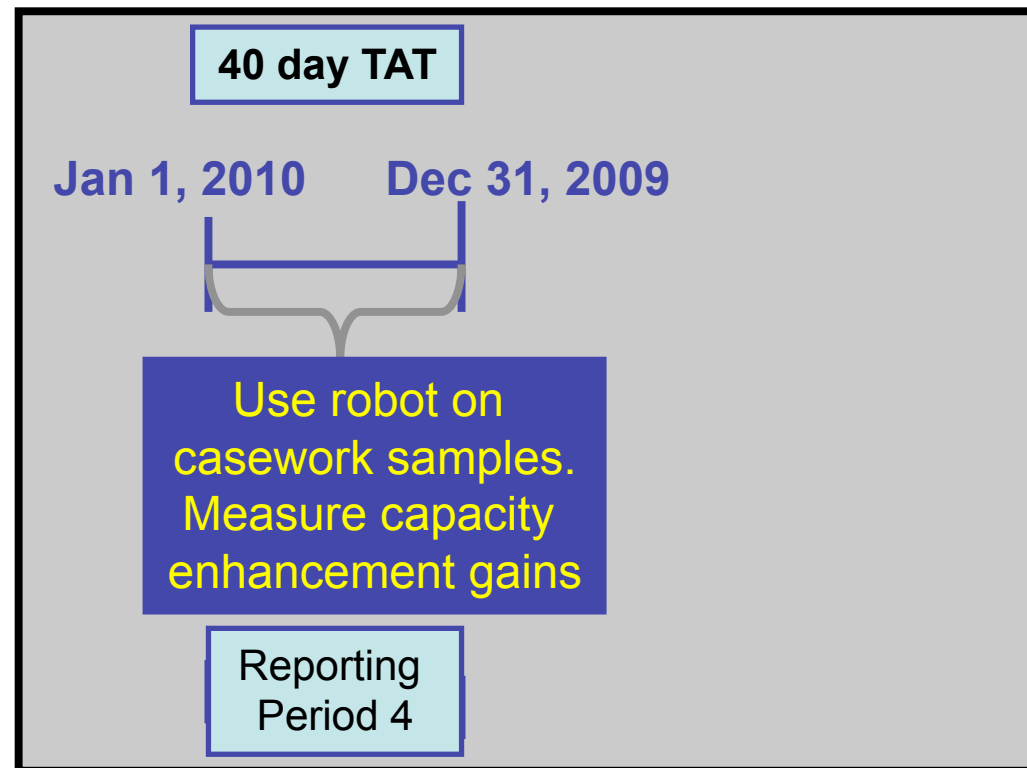 40 day TAT
Jan 1, 2010 Dec 31, 2009
Use robot on
casework samples.
Measure capacity
enhancement gains
Reporting
Period 4